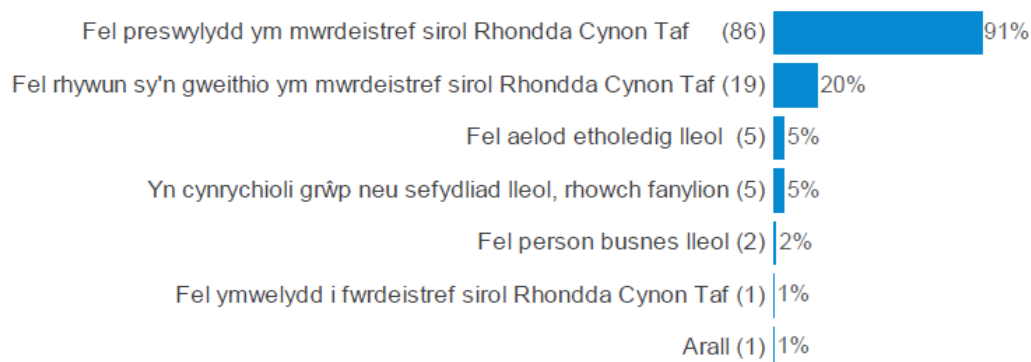 Fel preswylydd ym mwrdeistref sirol Rhondda Cynon Taf (86) 91%
Fel rhywun sy'n gweithio ym mwrdeistref sirol Rhondda Cynon Taf (19) 20%
Fel aelod etholedig lleol (5) 5%
Yn cynrychioli grŵp neu sefydliad lleol, rhowch fanylion (5) 5%
Fel person busnes lleol (2) 2%
Fel ymwelydd i fwrdeistref sirol Rhondda Cynon Taf (1) 1%
Arall (1) 1%